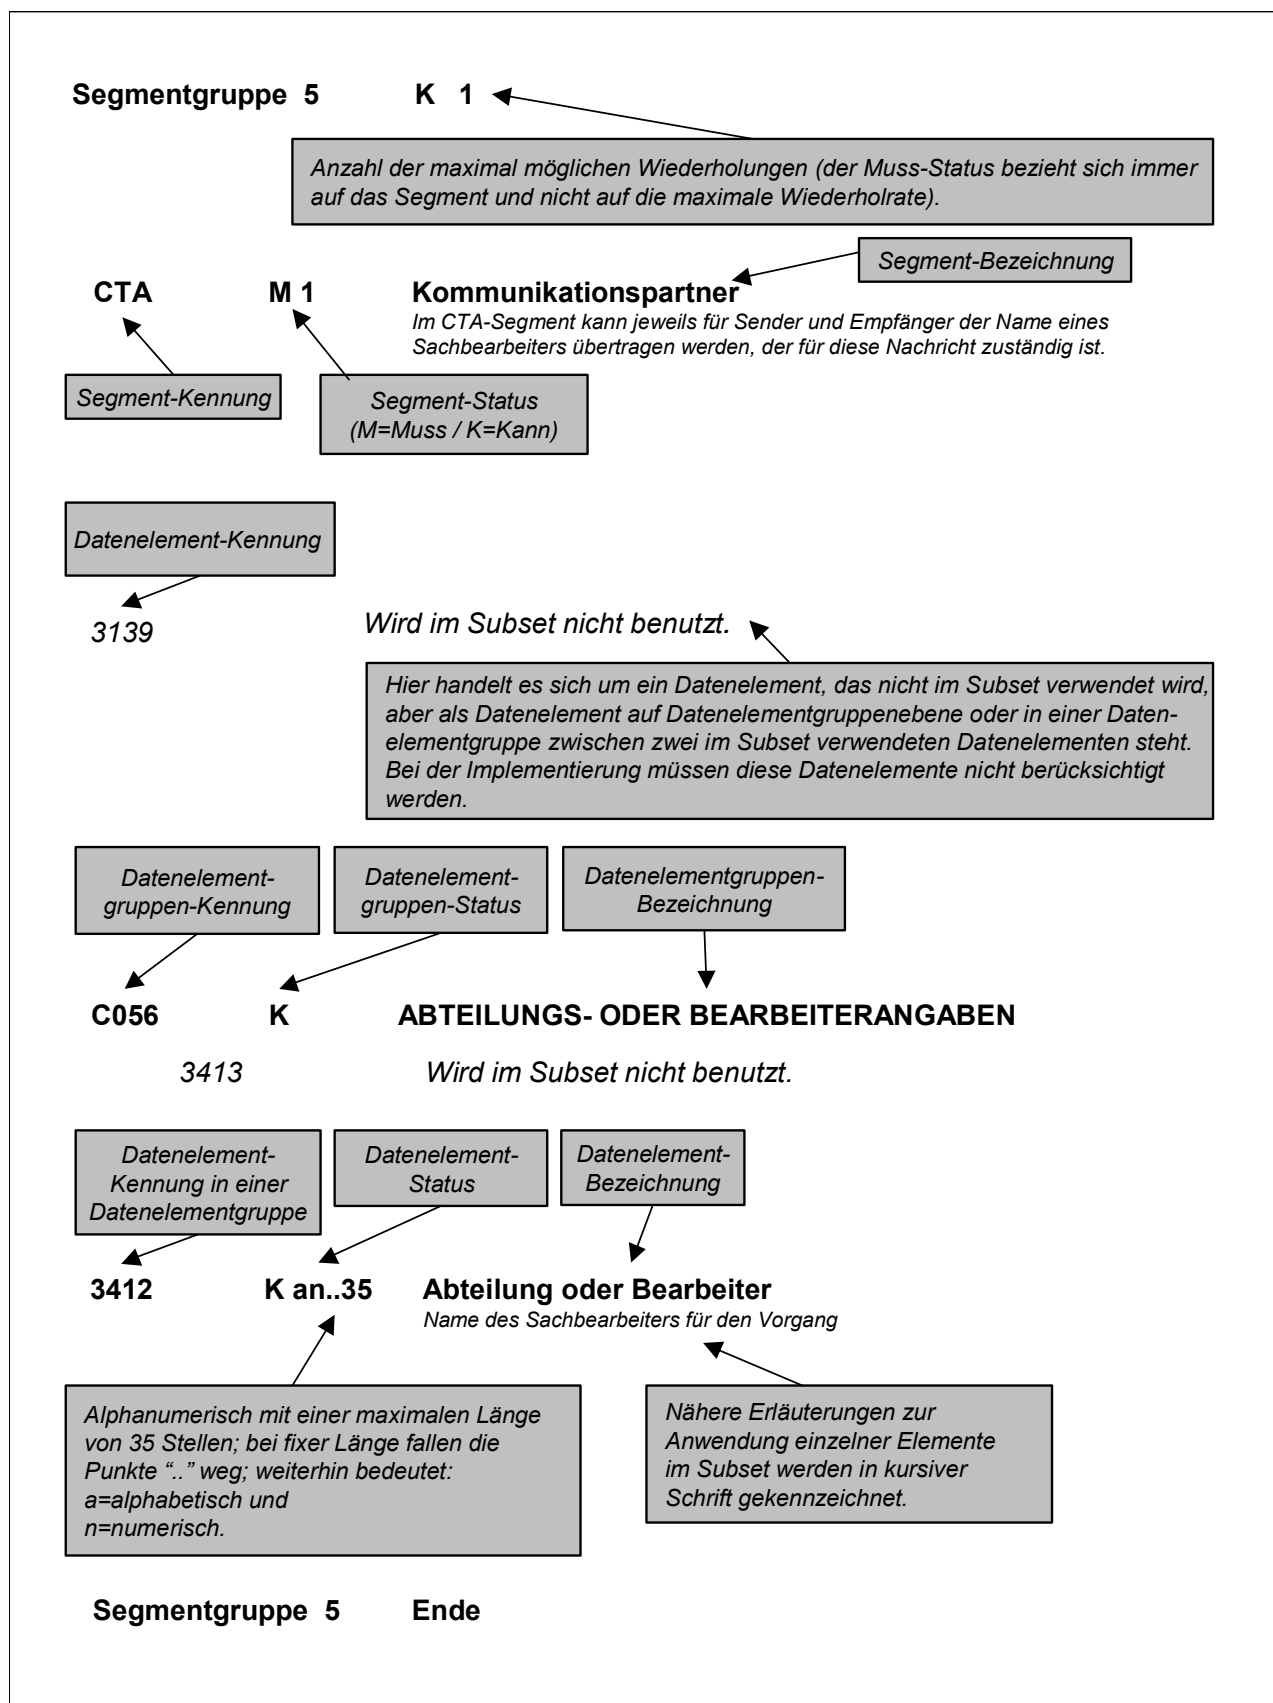 Segmentgruppe 5 K 1
Anzahl der maximal möglichen Wiederholungen (der Muss-Status bezieht sich immer
auf das Segment und nicht auf die maximale Wiederholrate).
Segment-Bezeichnung
CTA M 1 Kommunikationspartner
Im CTA-Segment kann jeweils für Sender und Empfänger der Name eines
Sachbearbeiters übertragen werden, der für diese Nachricht zuständig ist.
Segment-Kennung
Segment-Status
(M=Muss / K=Kann)
Datenelement-Kennung
3139 Wird im Subset nicht benutzt.
Hier handelt es sich um ein Datenelement, das nicht im Subset verwendet wird,
aber als Datenelement auf Datenelementgruppenebene oder in einer Daten-
elementgruppe zwischen zwei im Subset verwendeten Datenelementen steht.
Bei der Implementierung müssen diese Datenelemente nicht berücksichtigt
werden.
Datenelement-
gruppen-Kennung
Datenelement-
gruppen-Status
Datenelementgruppen-
Bezeichnung
C056 K ABTEILUNGS- ODER BEARBEITERANGABEN
3413 Wird im Subset nicht benutzt.
Datenelement-
Kennung in einer
Datenelementgruppe
Datenelement-
Status
Datenelement-
Bezeichnung
3412 K an..35 Abteilung oder Bearbeiter
Name des Sachbearbeiters für den Vorgang
Alphanumerisch mit einer maximalen Länge
von 35 Stellen; bei fixer Länge fallen die
Punkte “..” weg; weiterhin bedeutet:
a=alphabetisch und
n=numerisch.
Nähere Erläuterungen zur
Anwendung einzelner Elemente
im Subset werden in kursiver
Schrift gekennzeichnet.
Segmentgruppe 5 Ende